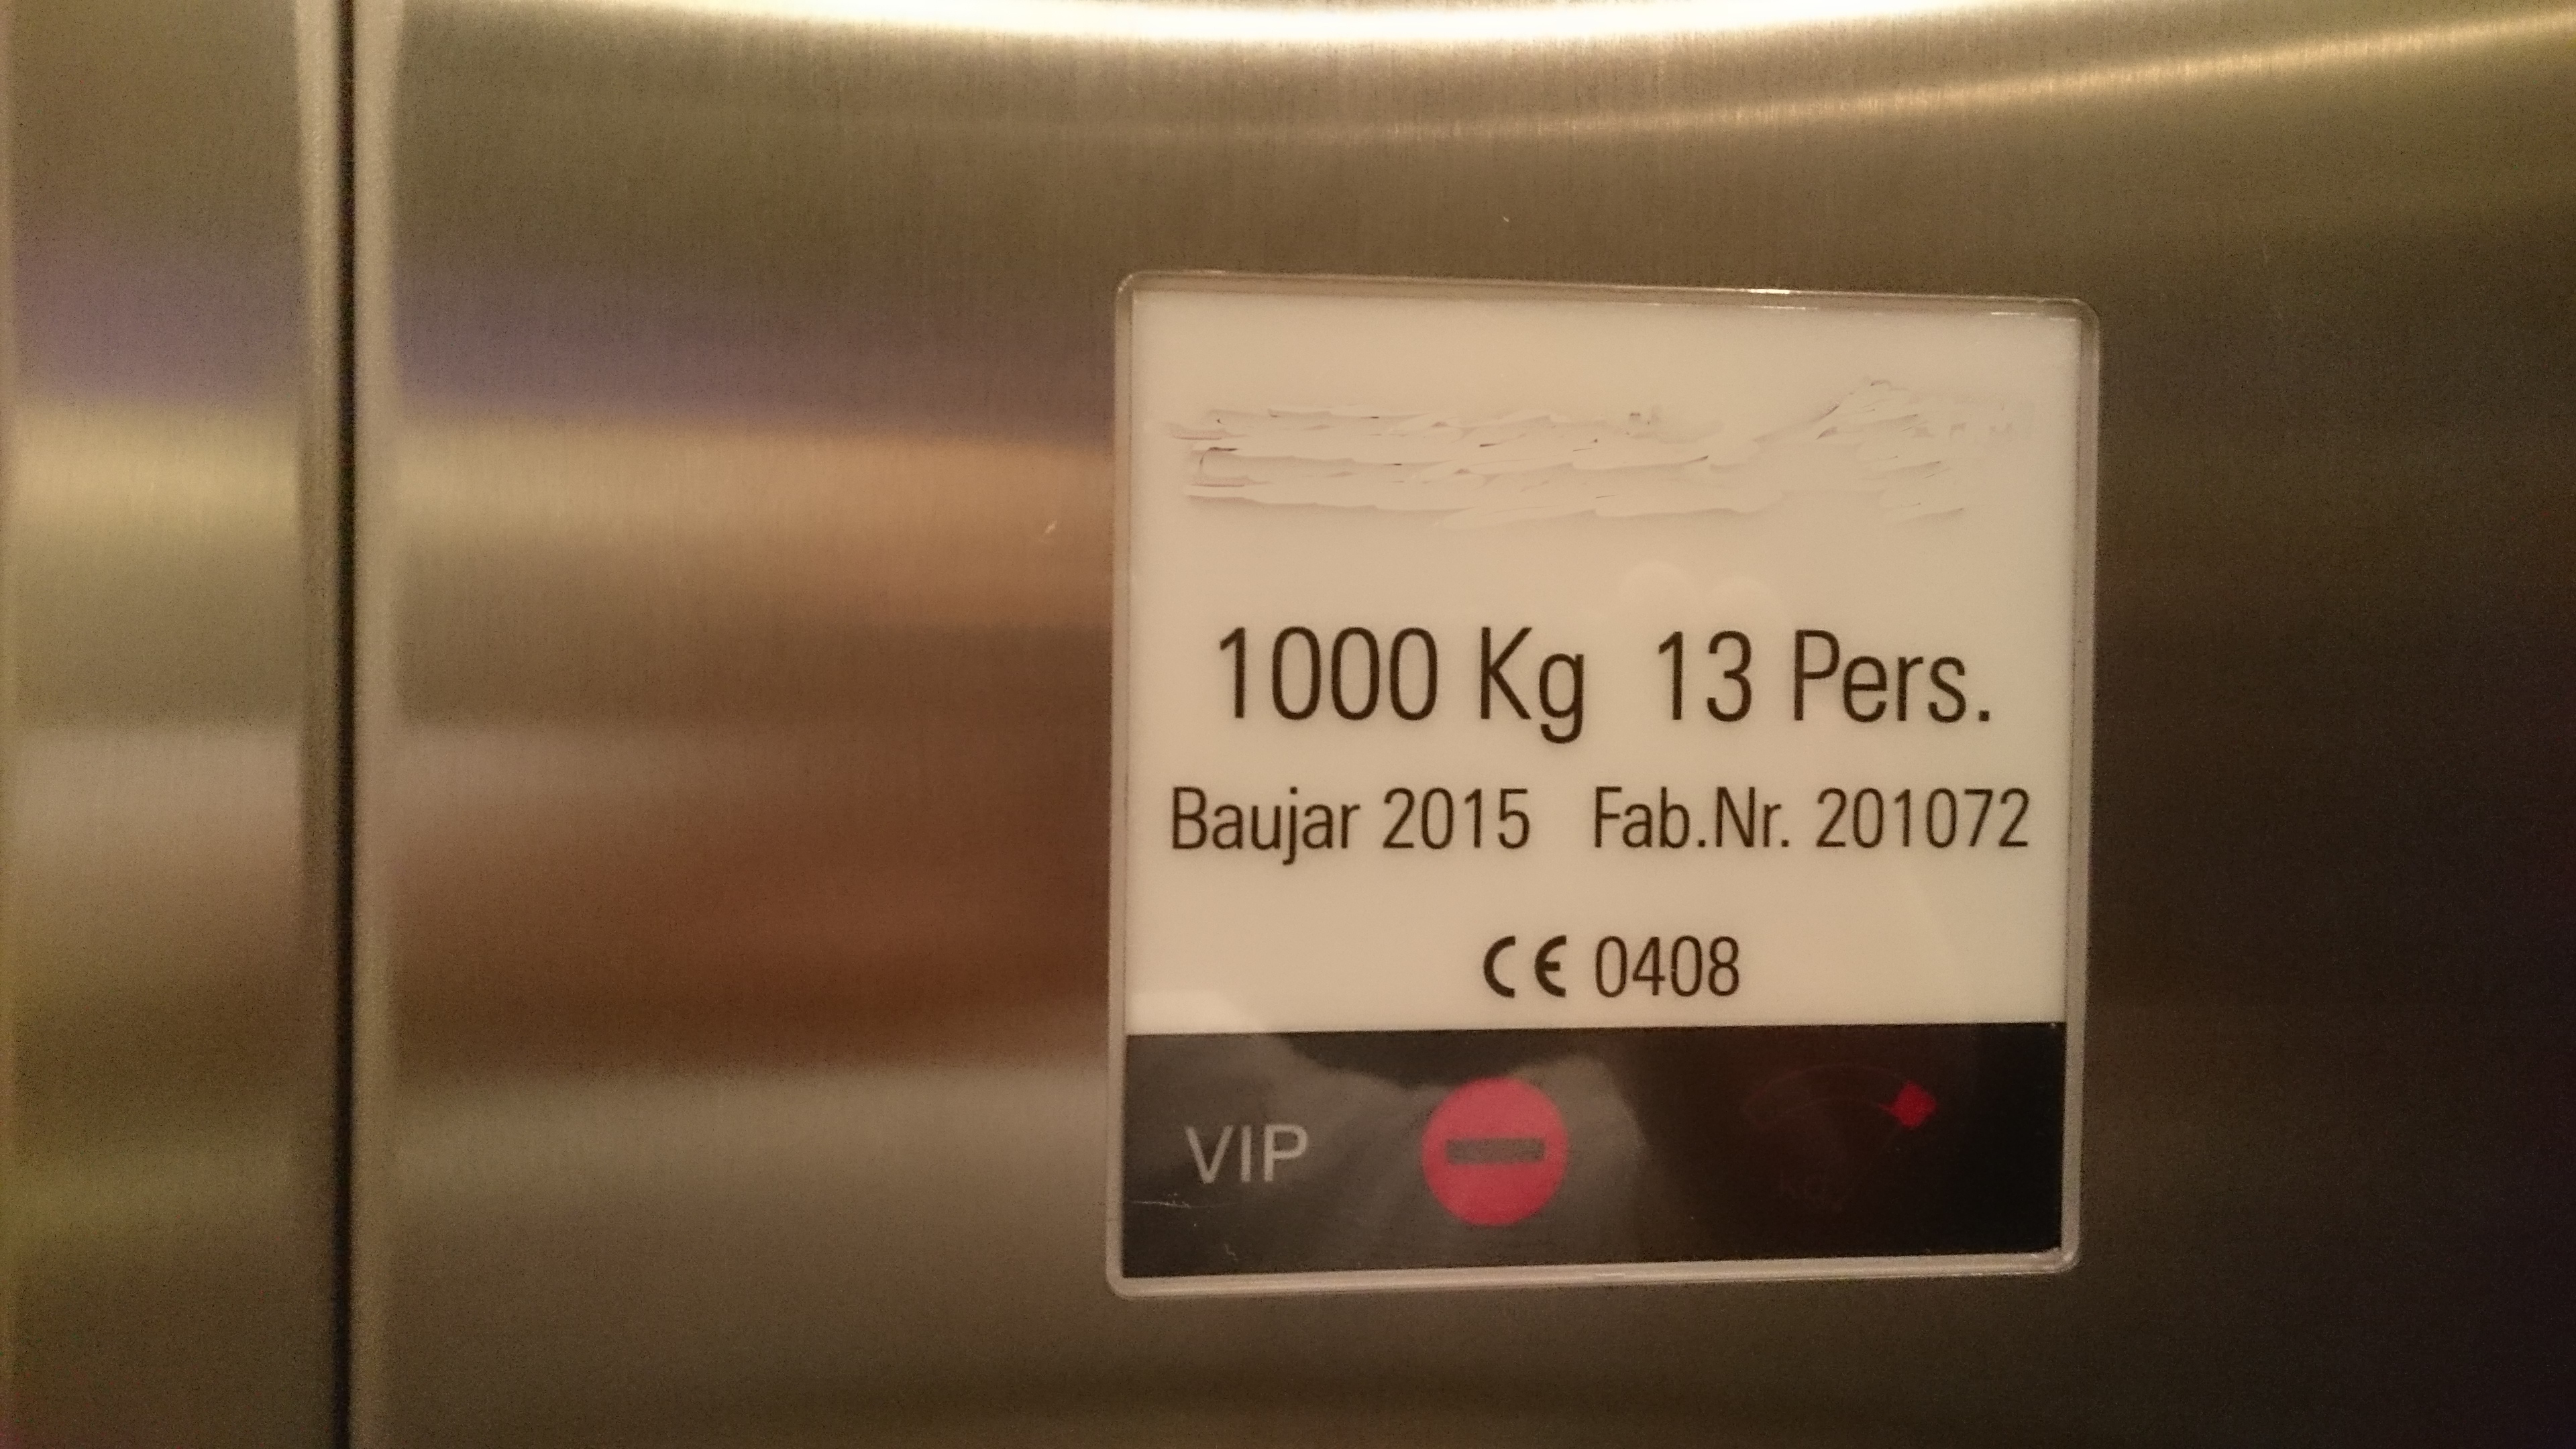 1000 Kg 13 Pers.
Baujar 2015 Fab.Nr. 201072
CE 0408
VIP